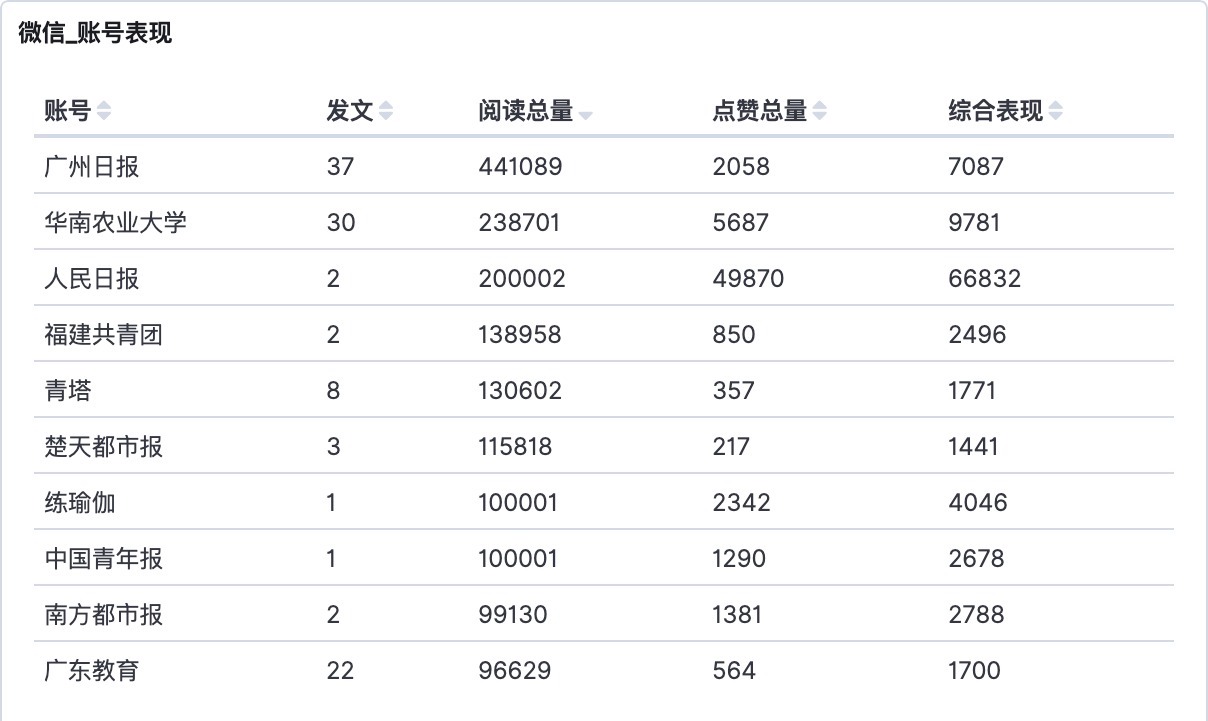 微信_账号表现
账号 发文 阅读总量 点赞总量 综合表现
广州日报 37 441089 2058 7087
华南农业大学 30 238701 5687 9781
人民日报 2 200002 49870 66832
福建共青团 2 138958 850 2496
青塔 8 130602 357 1771
楚天都市报 3 115818 217 1441
练瑜伽 1 100001 2342 4046
中国青年报 1 100001 1290 2678
南方都市报 2 99130 1381 2788
广东教育 22 96629 564 1700